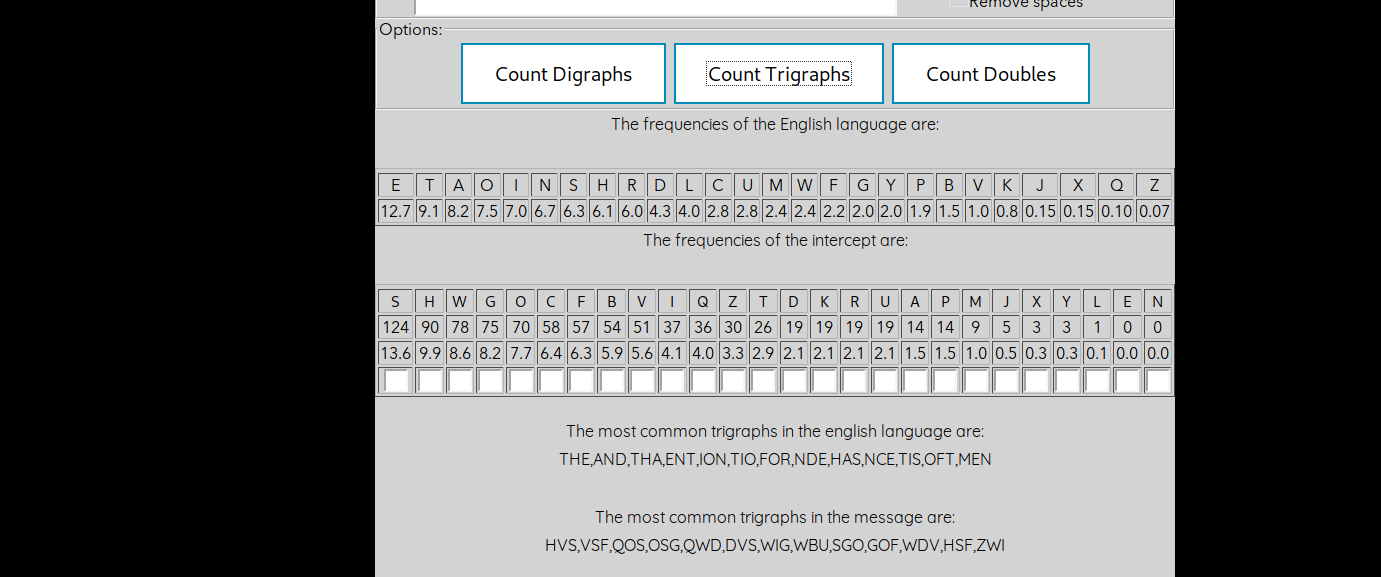 Remove spaces
Options:
Count Digraphs Count Trigraphs Count Doubles
The frequencies of the English language are:
E T A O I N S H R D L C U M W F G Y P B V K J X Q Z
12.7 9.1 8.2 7.5 7.0 6.7 6.3 6.1 6.0 4.3 4.0 2.8 2.8 2.4 2.4 2.2 2.0 2.0 1.9 1.5 1.0 0.8 0.15 0.15 0.10 0.07
The frequencies of the intercept are:
S H W G O C F B V I Q Z T D K R U A P M J X Y L E N
124 90 78 75 70 58 57 54 51 37 36 30 26 19 19 19 19 14 14 9 5 3 3 1 0 0
13.6 9.9 8.6 8.2 7.7 6.4 6.3 5.9 5.6 4.1 4.0 3.3 2.9 2.1 2.1 2.1 2.1 1.5 1.5 1.0 0.5 0.3 0.3 0.1 0.0 0.0
The most common trigraphs in the english language are:
THE,AND,THA,ENT,ION,TIO,FOR,NDE,HAS,NCE,TIS,OFT,MEN
The most common trigraphs in the message are:
HVS,VSF,QOS,OSG,QWD,DVS,WIG,WBU,SGO,GOF,WDV,HSF,ZWI